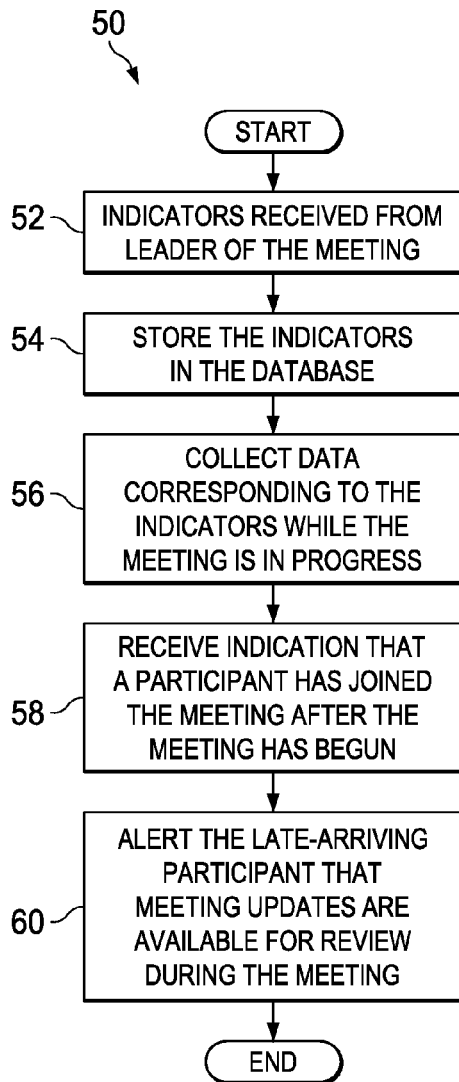 50
START
52
INDICATORS RECEIVED FROM
LEADER OF THE MEETING
54
STORE THE INDICATORS
IN THE DATABASE
56
COLLECT DATA
CORRESPONDING TO THE
INDICATORS WHILE THE
MEETING IS IN PROGRESS
58
RECEIVE INDICATION THAT
A PARTICIPANT HAS JOINED
THE MEETING AFTER THE
MEETING HAS BEGUN
60
ALERT THE LATE-ARRIVING
PARTICIPANT THAT
MEETING UPDATES ARE
AVAILABLE FOR REVIEW
DURING THE MEETING
END